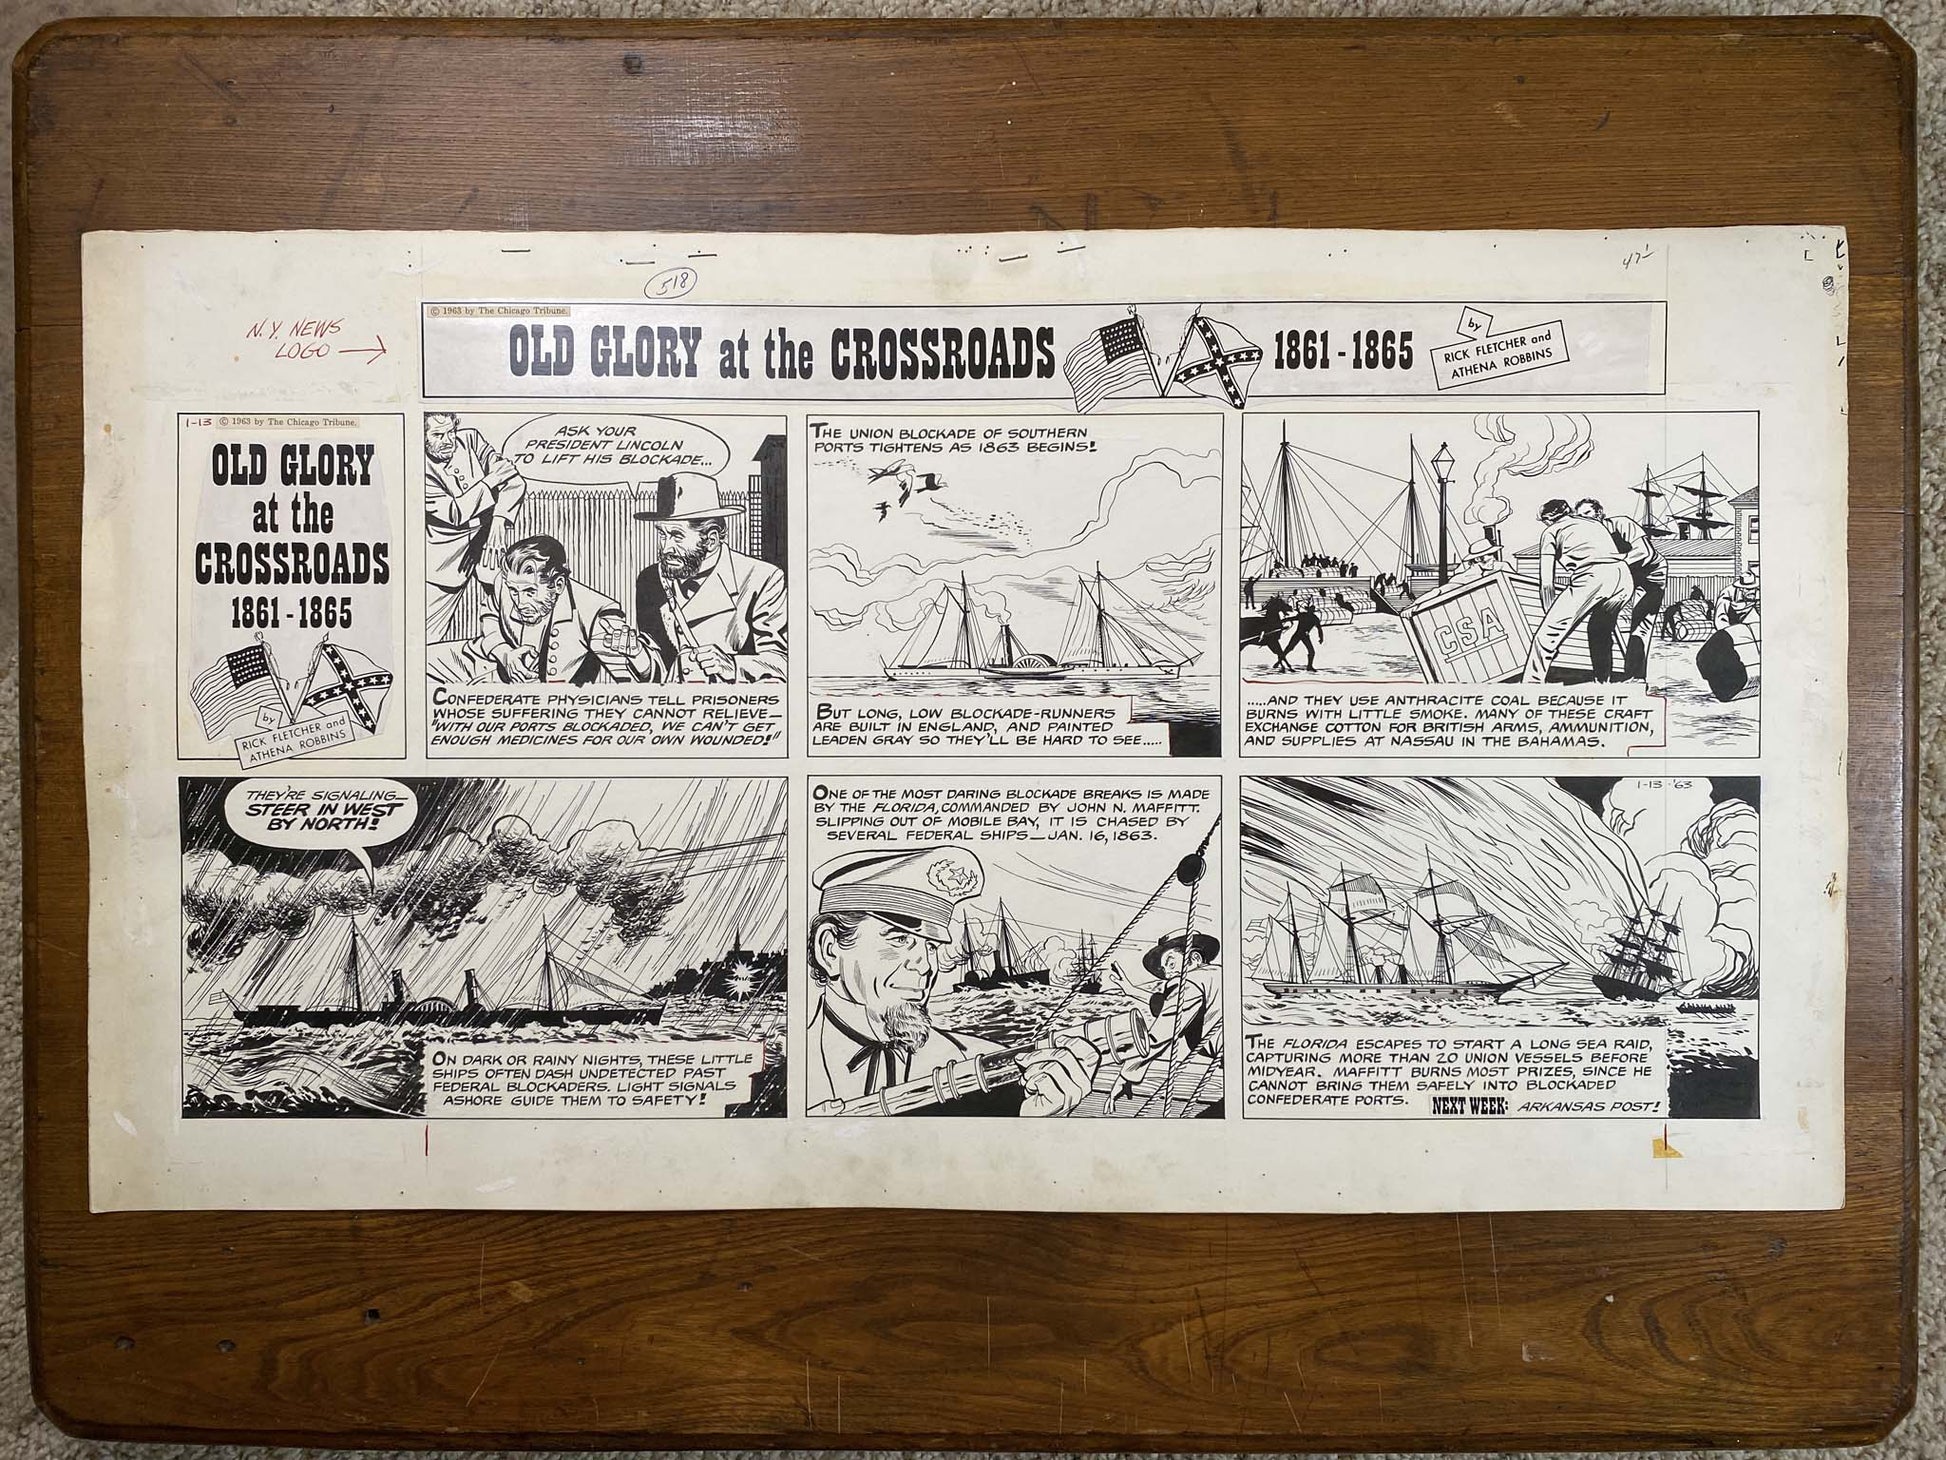 518
47-
N.Y. NEWS
LOGO
© 1963 by The Chicago Tribune.
OLD GLORY at the CROSSROADS 1861-1865
by
RICK FLETCHER and
ATHENA ROBBINS
1-13 © 1963 by The Chicago Tribune.
OLD GLORY
at the
CROSSROADS
1861-1865
by
RICK FLETCHER and
ATHENA ROBBINS
ASK YOUR
PRESIDENT LINCOLN
TO LIFT HIS BLOCKADE...
CONFEDERATE PHYSICIANS TELL PRISONERS
WHOSE SUFFERING THEY CANNOT RELIEVE—
"WITH OUR PORTS BLOCKADED, WE CAN'T GET
ENOUGH MEDICINES FOR OUR OWN WOUNDED!"
THE UNION BLOCKADE OF SOUTHERN
PORTS TIGHTENS AS 1863 BEGINS!
BUT LONG, LOW BLOCKADE-RUNNERS
ARE BUILT IN ENGLAND, AND PAINTED
LEADEN GRAY SO THEY'LL BE HARD TO SEE.....
CSA
.....AND THEY USE ANTHRACITE COAL BECAUSE IT
BURNS WITH LITTLE SMOKE. MANY OF THESE CRAFT
EXCHANGE COTTON FOR BRITISH ARMS, AMMUNITION,
AND SUPPLIES AT NASSAU IN THE BAHAMAS.
THEY'RE SIGNALING—
STEER IN WEST
BY NORTH!
ON DARK OR RAINY NIGHTS, THESE LITTLE
SHIPS OFTEN DASH UNDETECTED PAST
FEDERAL BLOCKADERS. LIGHT SIGNALS
ASHORE GUIDE THEM TO SAFETY!
ONE OF THE MOST DARING BLOCKADE BREAKS IS MADE
BY THE FLORIDA, COMMANDED BY JOHN N. MAFFITT.
SLIPPING OUT OF MOBILE BAY, IT IS CHASED BY
SEVERAL FEDERAL SHIPS—JAN. 16, 1863.
1-13-'63
THE FLORIDA ESCAPES TO START A LONG SEA RAID,
CAPTURING MORE THAN 20 UNION VESSELS BEFORE
MIDYEAR. MAFFITT BURNS MOST PRIZES, SINCE HE
CANNOT BRING THEM SAFELY INTO BLOCKADED
CONFEDERATE PORTS. NEXT WEEK: ARKANSAS POST!